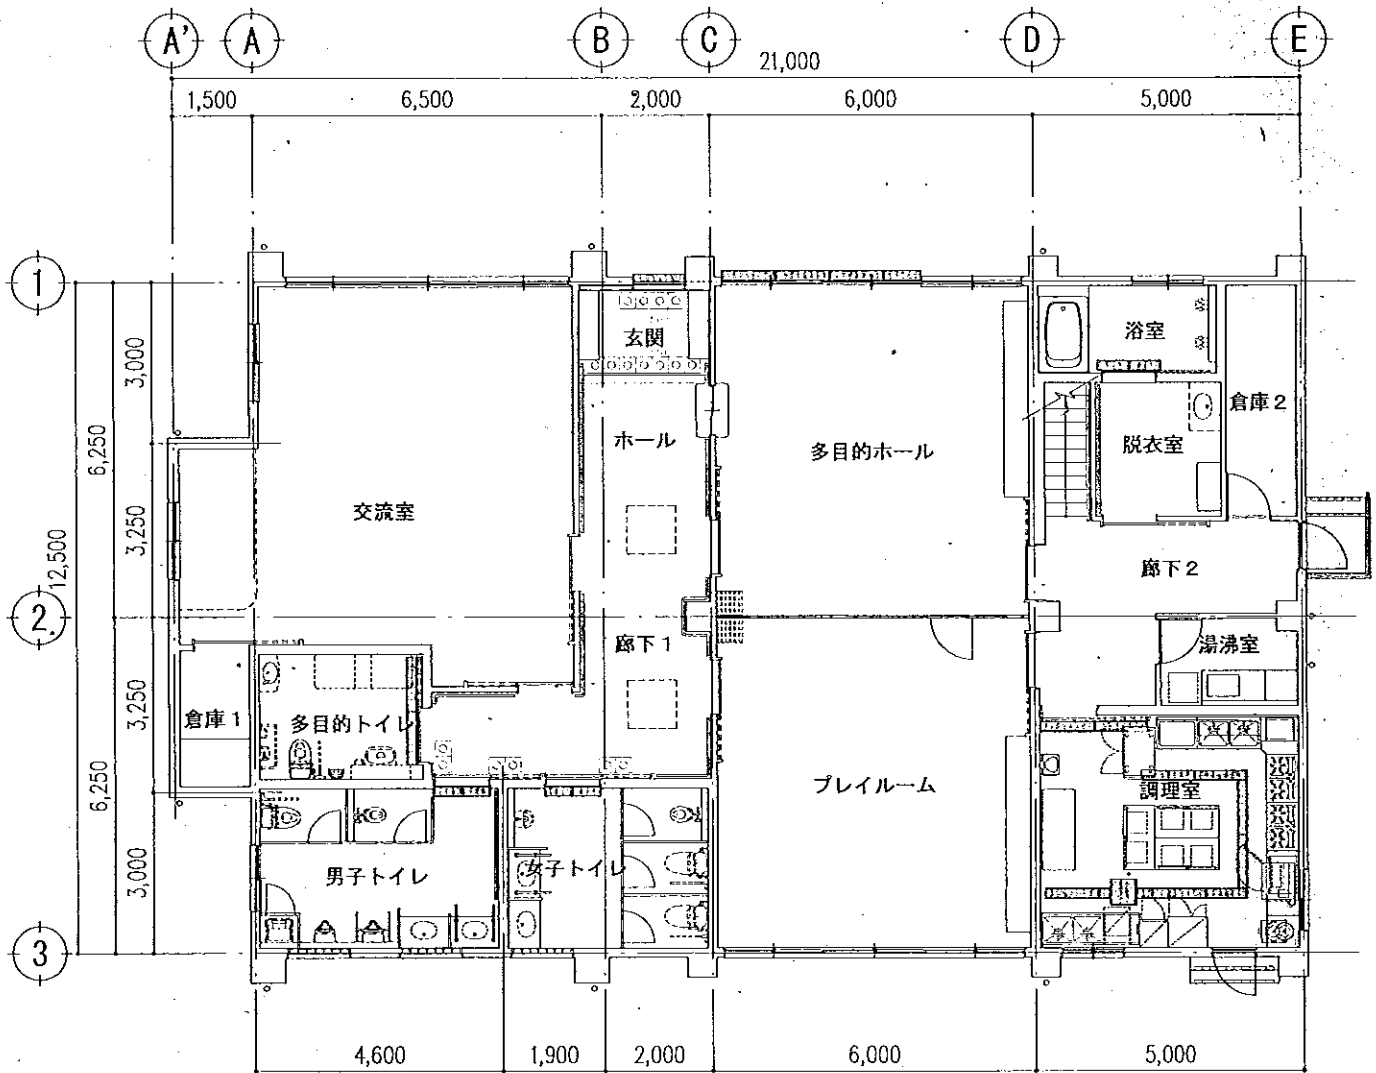 A' A B C D E
21,000
1,500 6,500 2,000 6,000 5,000
1
2
3
12,500
6,250
6,250
3,000
3,250
3,250
3,000
玄関
浴室
倉庫2
ホール
多目的ホール
脱衣室
交流室
廊下2
廊下1
湯沸室
倉庫1
多目的トイレ
プレイルーム
調理室
男子トイレ
女子トイレ
4,600 1,900 2,000 6,000 5,000